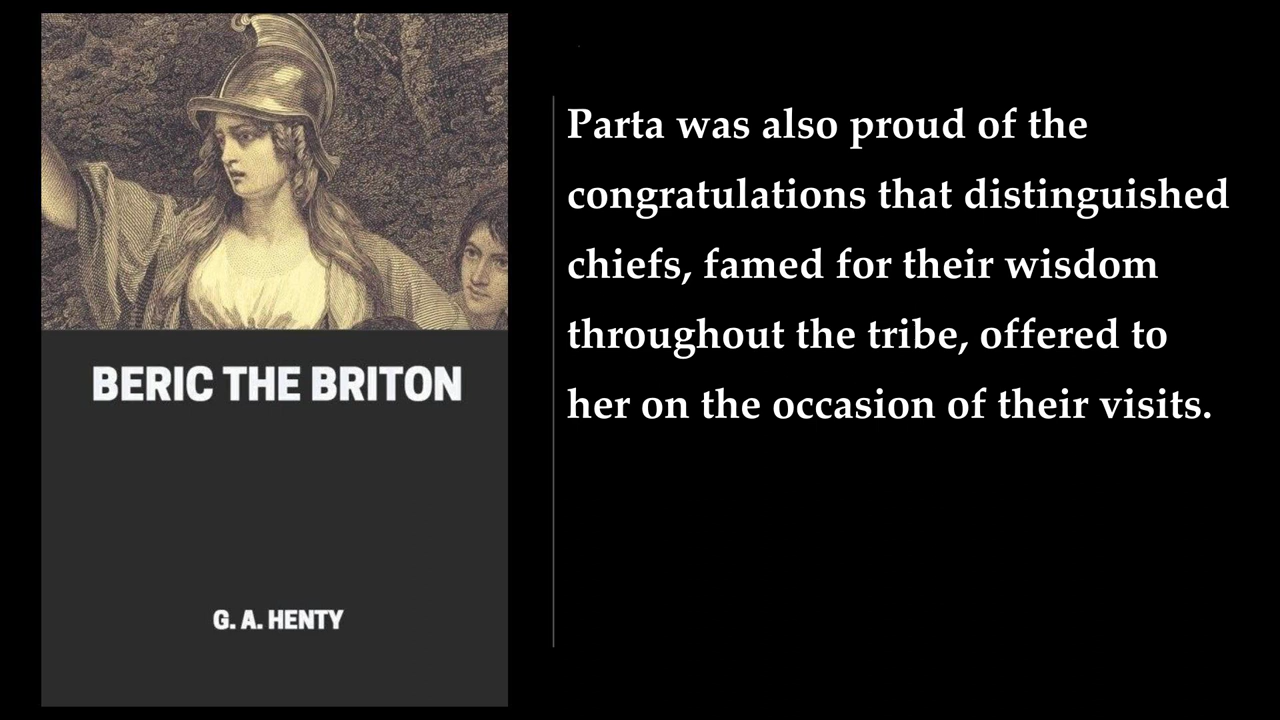 BERIC THE BRITON
G. A. HENTY
Parta was also proud of the
congratulations that distinguished
chiefs, famed for their wisdom
throughout the tribe, offered to
her on the occasion of their visits.